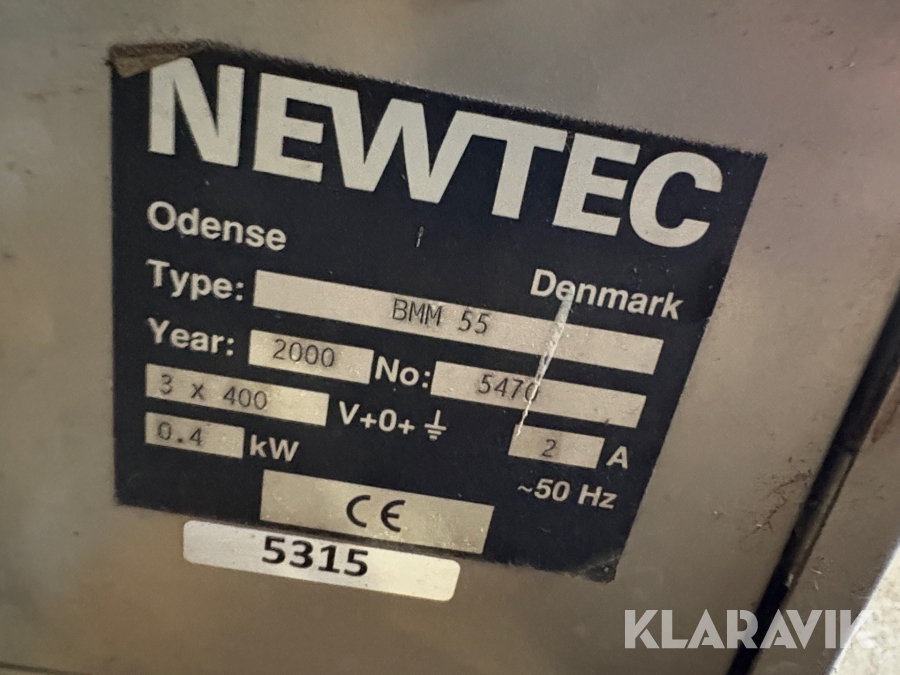 NEWTEC
Odense Denmark
Type: BMM 55
Year: 2000 No: 5470
3 x 400 V+0+⏚ 2 A
0.4 kW ~50 Hz
CE
5315
KLARAVIK